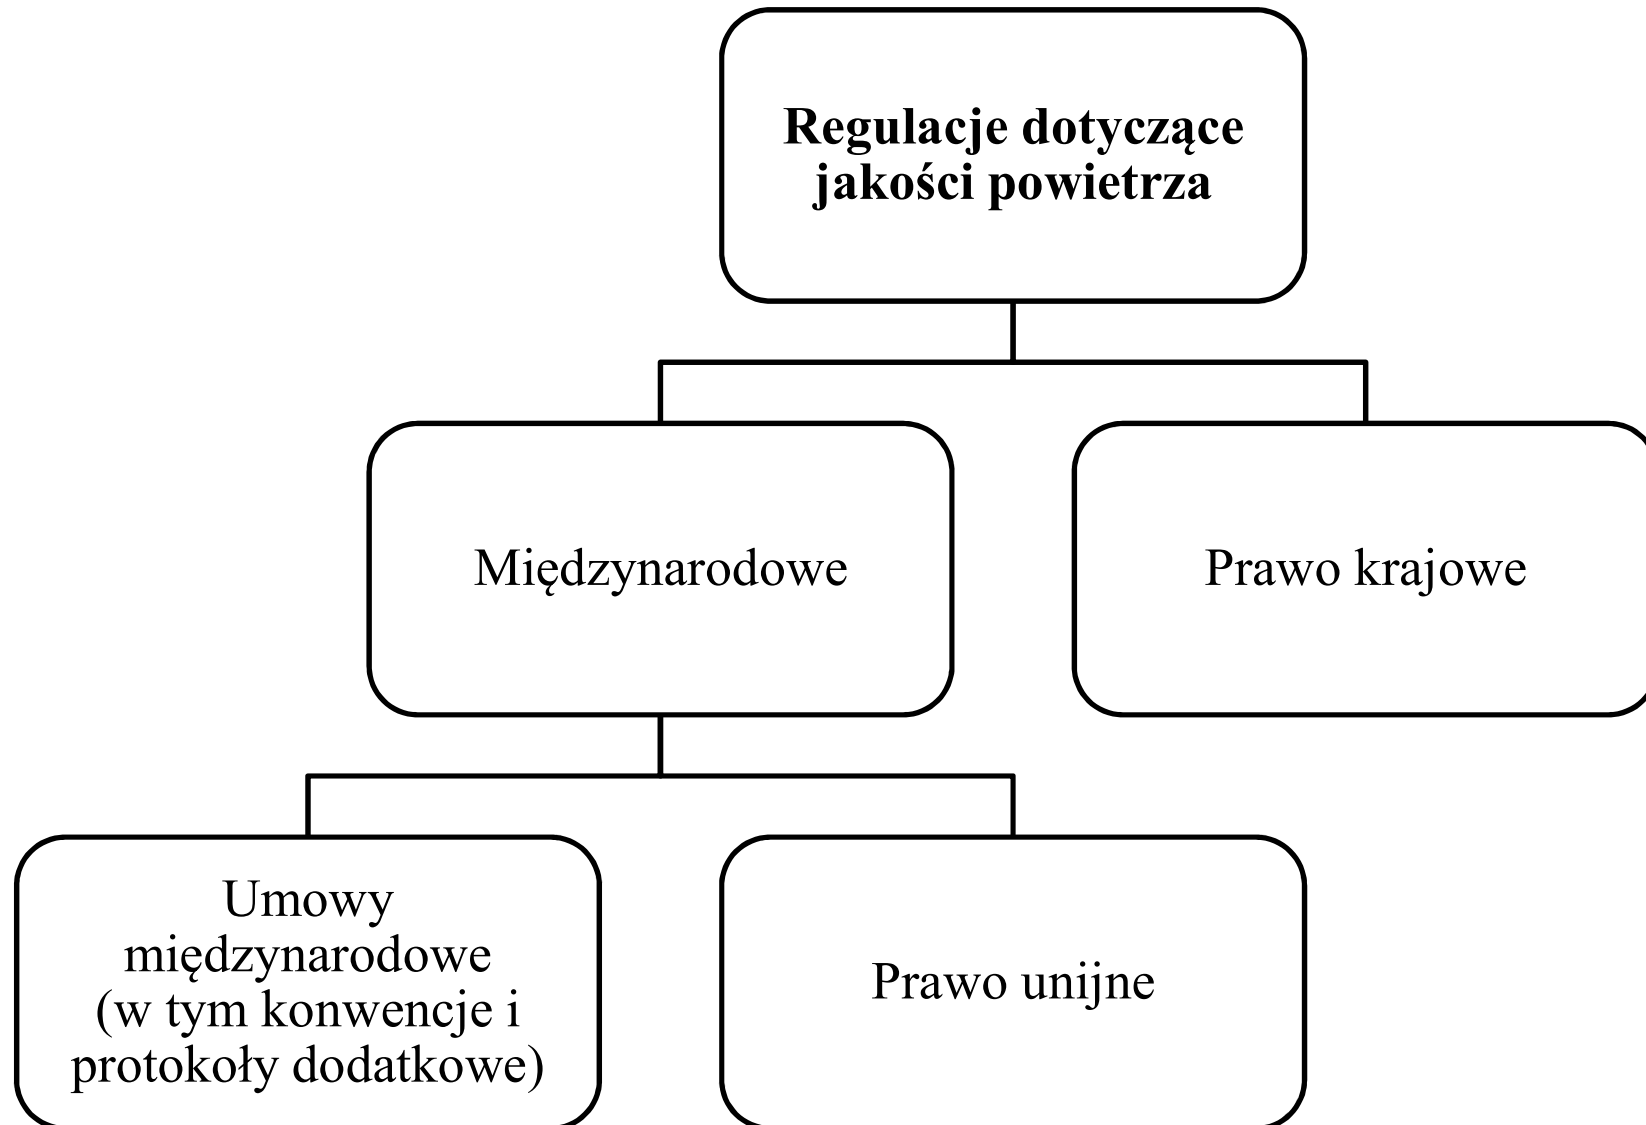 Regulacje dotyczące
jakości powietrza
Międzynarodowe
Prawo krajowe
Umowy
międzynarodowe
(w tym konwencje i
protokoły dodatkowe)
Prawo unijne